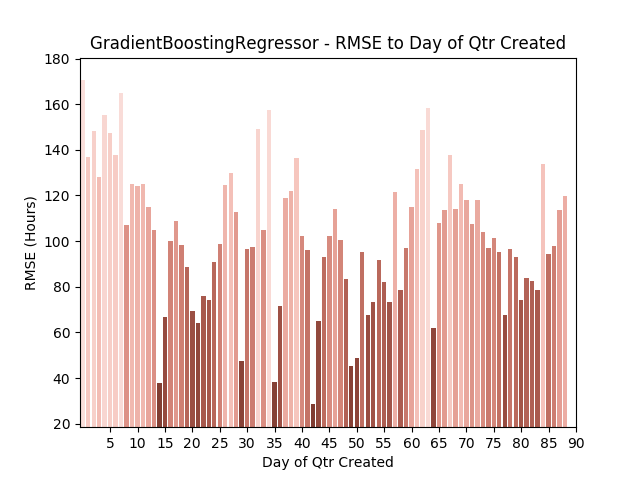 GradientBoostingRegressor - RMSE to Day of Qtr Created
180
160
140
120
100
80
60
40
20
RMSE (Hours)
5 10 15 20 25 30 35 40 45 50 55 60 65 70 75 80 85 90
Day of Qtr Created